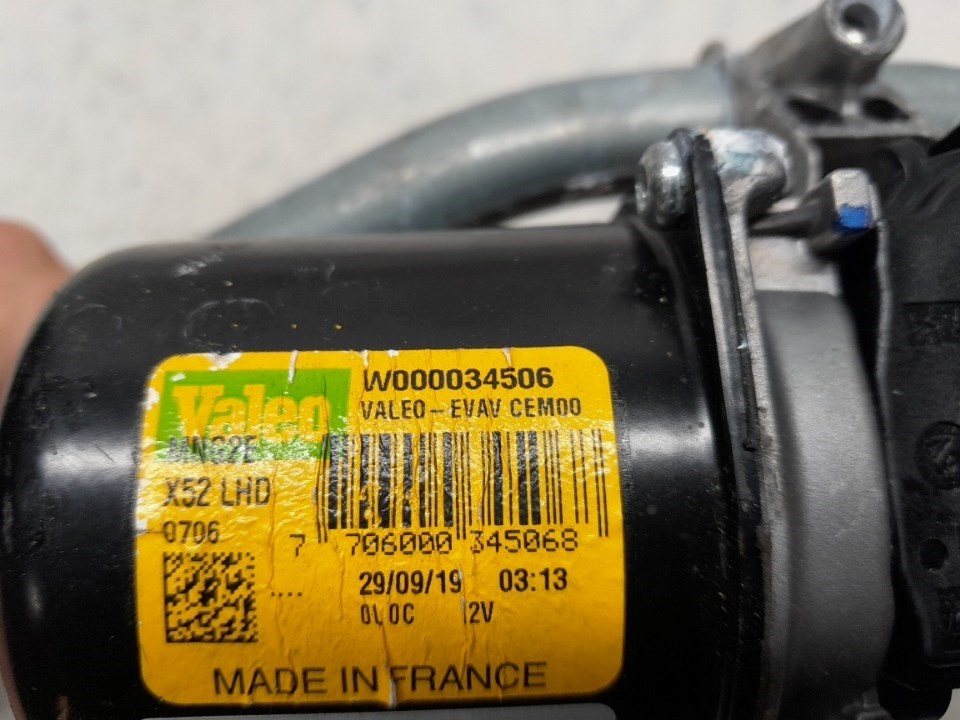 Valeo
W000034506
VALEO-EVAV CEM00
X52 LHD
0706
7 706000 345068
.... 29/09/19 03:13
12V
MADE IN FRANCE